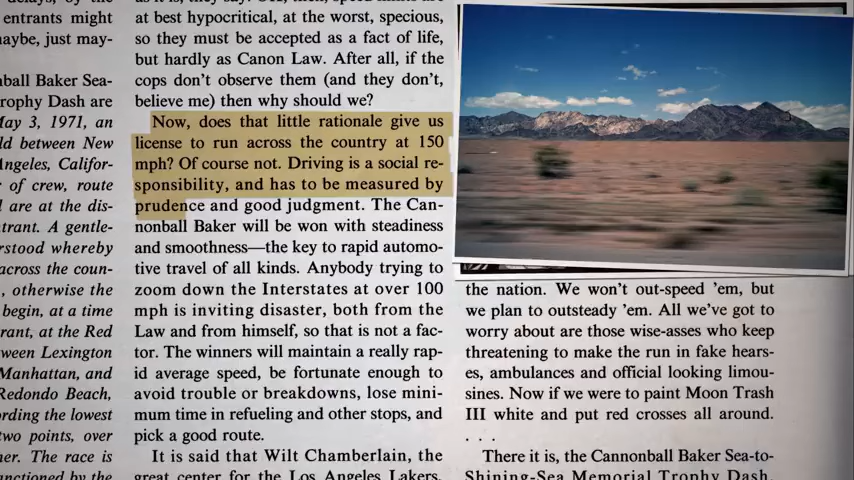 entrants might
maybe, just may-
nball Baker Sea-
rophy Dash are
May 3, 1971, an
ld between New
Angeles, Califor-
of crew, route
d are at the dis-
ntrant. A gentle-
rstood whereby
across the coun-
, otherwise the
begin, at a time
rant, at the Red
ween Lexington
Manhattan, and
Redondo Beach,
rding the lowest
two points, over
ner. The race is
anctioned by the
at best hypocritical, at the worst, specious,
so they must be accepted as a fact of life,
but hardly as Canon Law. After all, if the
cops don't observe them (and they don't,
believe me) then why should we?
Now, does that little rationale give us
license to run across the country at 150
mph? Of course not. Driving is a social re-
sponsibility, and has to be measured by
prudence and good judgment. The Can-
nonball Baker will be won with steadiness
and smoothness—the key to rapid automo-
tive travel of all kinds. Anybody trying to
zoom down the Interstates at over 100
mph is inviting disaster, both from the
Law and from himself, so that is not a fac-
tor. The winners will maintain a really rap-
id average speed, be fortunate enough to
avoid trouble or breakdowns, lose mini-
mum time in refueling and other stops, and
pick a good route.
It is said that Wilt Chamberlain, the
great center for the Los Angeles Lakers,
the nation. We won't out-speed 'em, but
we plan to outsteady 'em. All we've got to
worry about are those wise-asses who keep
threatening to make the run in fake hears-
es, ambulances and official looking limou-
sines. Now if we were to paint Moon Trash
III white and put red crosses all around.
. . .
There it is, the Cannonball Baker Sea-to-
Shining-Sea Memorial Trophy Dash,